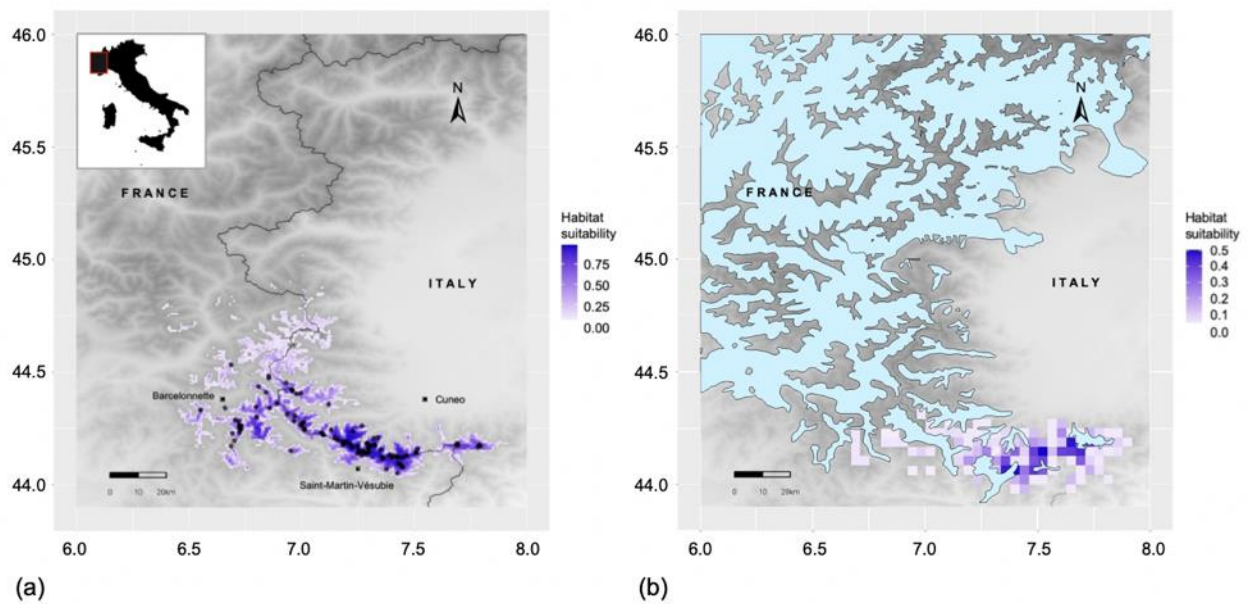 46.0
45.5
45.0
44.5
44.0
6.0
6.5
7.0
7.5
8.0
N
FRANCE
ITALY
Barcelonnette
Cuneo
Saint-Martin-Vésubie
0 10 20km
Habitat
suitability
0.75
0.50
0.25
0.00
(a)
46.0
45.5
45.0
44.5
44.0
6.0
6.5
7.0
7.5
8.0
N
FRANCE
ITALY
0 10 20km
Habitat
suitability
0.5
0.4
0.3
0.2
0.1
0.0
(b)